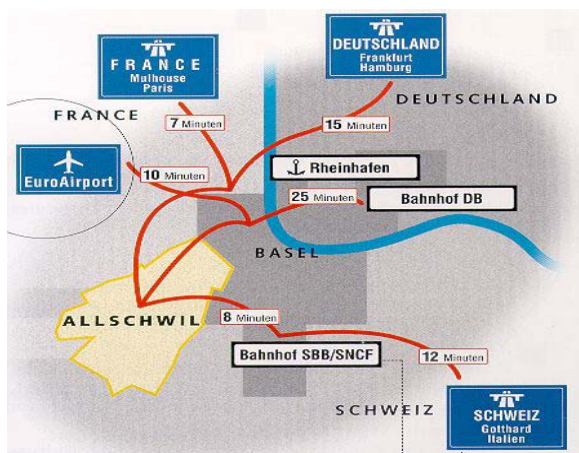 FRANCE
Mulhouse
Paris
DEUTSCHLAND
Frankfurt
Hamburg
DEUTSCHLAND
FRANCE
7 Minuten
15 Minuten
EuroAirport
10 Minuten
Rheinhafen
25 Minuten
Bahnhof DB
BASEL
ALLSCHWIL
8 Minuten
Bahnhof SBB/SNCF
12 Minuten
SCHWEIZ
SCHWEIZ
Gotthard
Italien